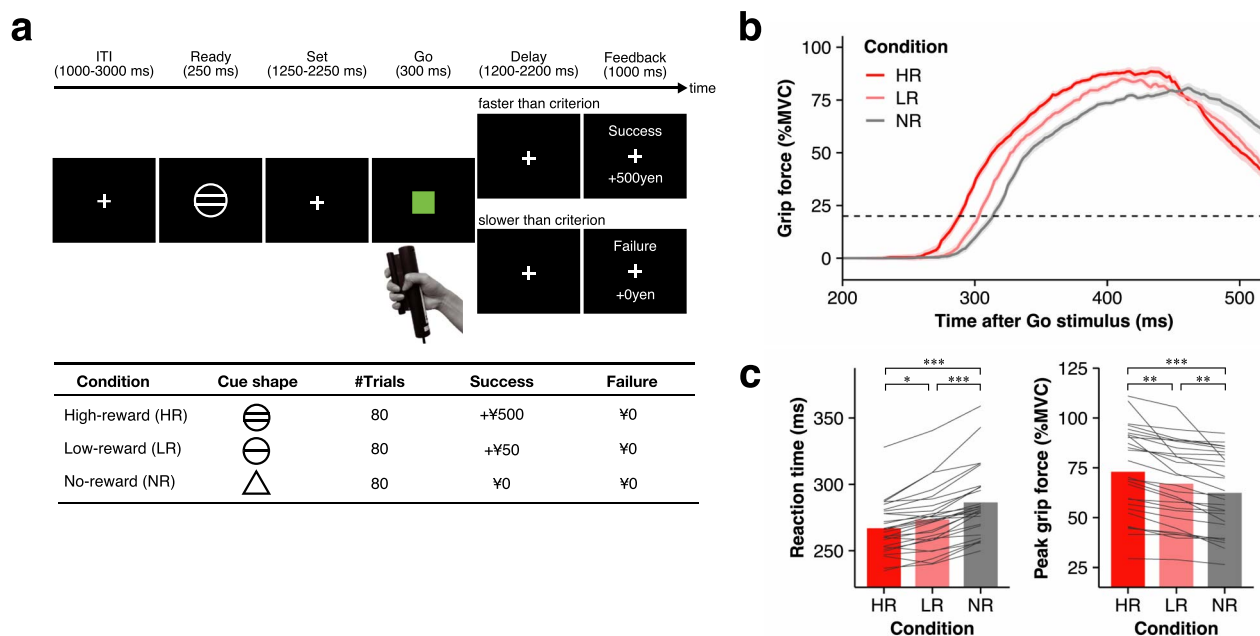 a
ITI Ready Set Go Delay Feedback
(1000-3000 ms) (250 ms) (1250-2250 ms) (300 ms) (1200-2200 ms) (1000 ms)
time
faster than criterion
Success
+500yen
slower than criterion
Failure
+0yen
Condition Cue shape #Trials Success Failure
High-reward (HR) 80 +¥500 ¥0
Low-reward (LR) 80 +¥50 ¥0
No-reward (NR) 80 ¥0 ¥0
b
Condition
HR
LR
NR
Grip force (%MVC)
100
75
50
25
0
200 300 400 500
Time after Go stimulus (ms)
c
Reaction time (ms)
350
300
250
***
* ***
HR LR NR
Condition
Peak grip force (%MVC)
125
100
75
50
25
***
** **
HR LR NR
Condition